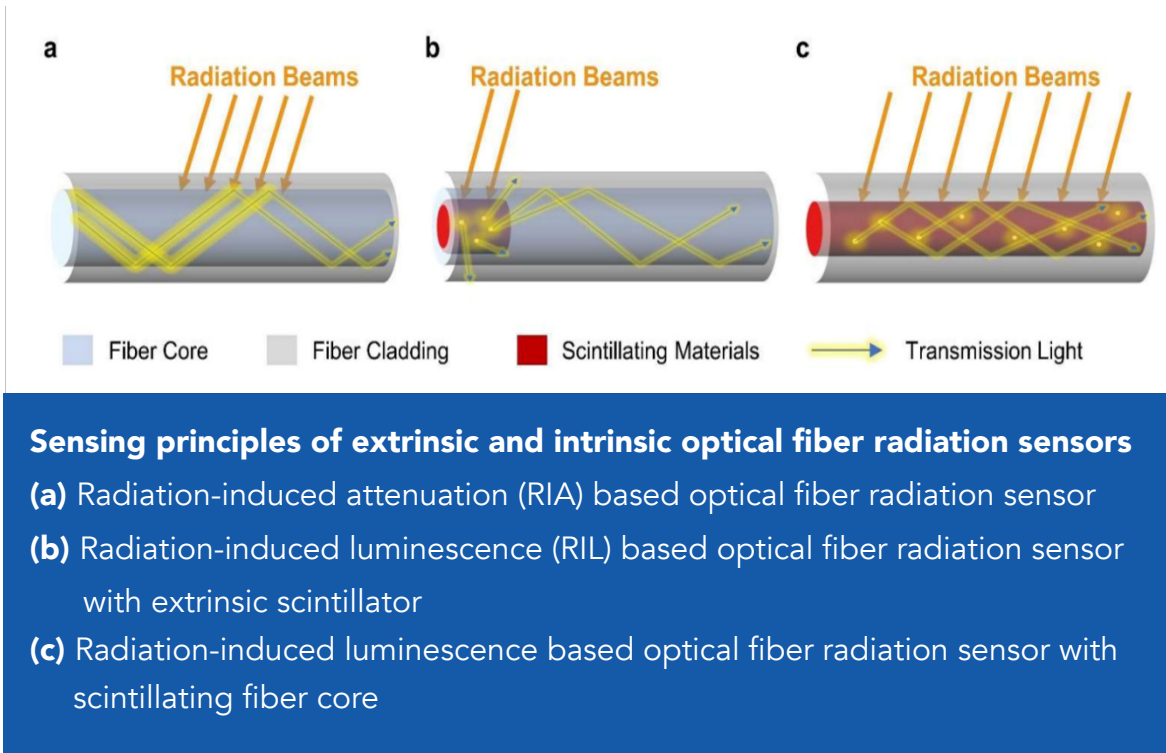 a
b
c
Radiation Beams
Radiation Beams
Radiation Beams
Fiber Core
Fiber Cladding
Scintillating Materials
Transmission Light
Sensing principles of extrinsic and intrinsic optical fiber radiation sensors
(a) Radiation-induced attenuation (RIA) based optical fiber radiation sensor
(b) Radiation-induced luminescence (RIL) based optical fiber radiation sensor
with extrinsic scintillator
(c) Radiation-induced luminescence based optical fiber radiation sensor with
scintillating fiber core